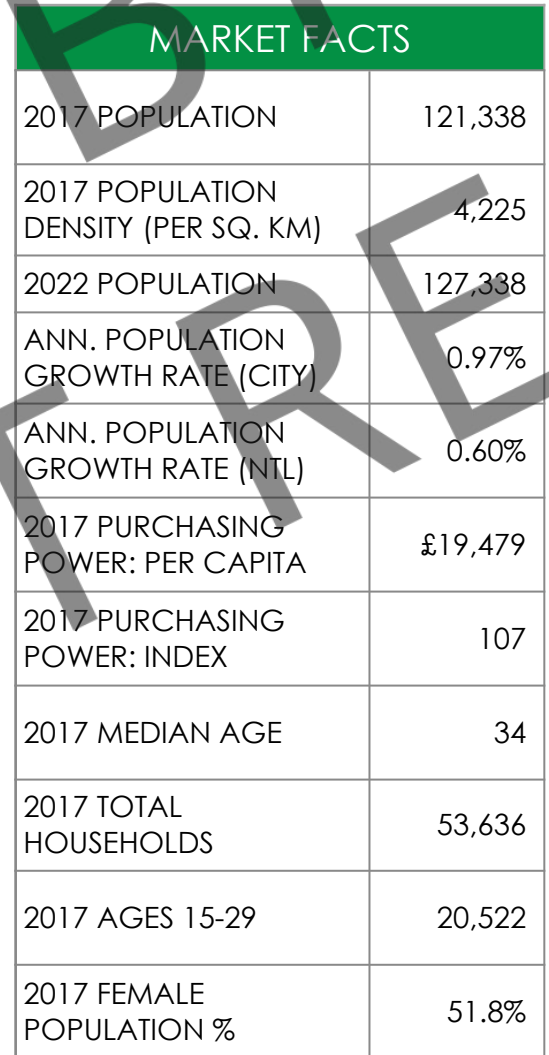 MARKET FACTS
2017 POPULATION 121,338
2017 POPULATION
DENSITY (PER SQ. KM) 4,225
2022 POPULATION 127,338
ANN. POPULATION
GROWTH RATE (CITY) 0.97%
ANN. POPULATION
GROWTH RATE (NTL) 0.60%
2017 PURCHASING
POWER: PER CAPITA £19,479
2017 PURCHASING
POWER: INDEX 107
2017 MEDIAN AGE 34
2017 TOTAL
HOUSEHOLDS 53,636
2017 AGES 15-29 20,522
2017 FEMALE
POPULATION % 51.8%